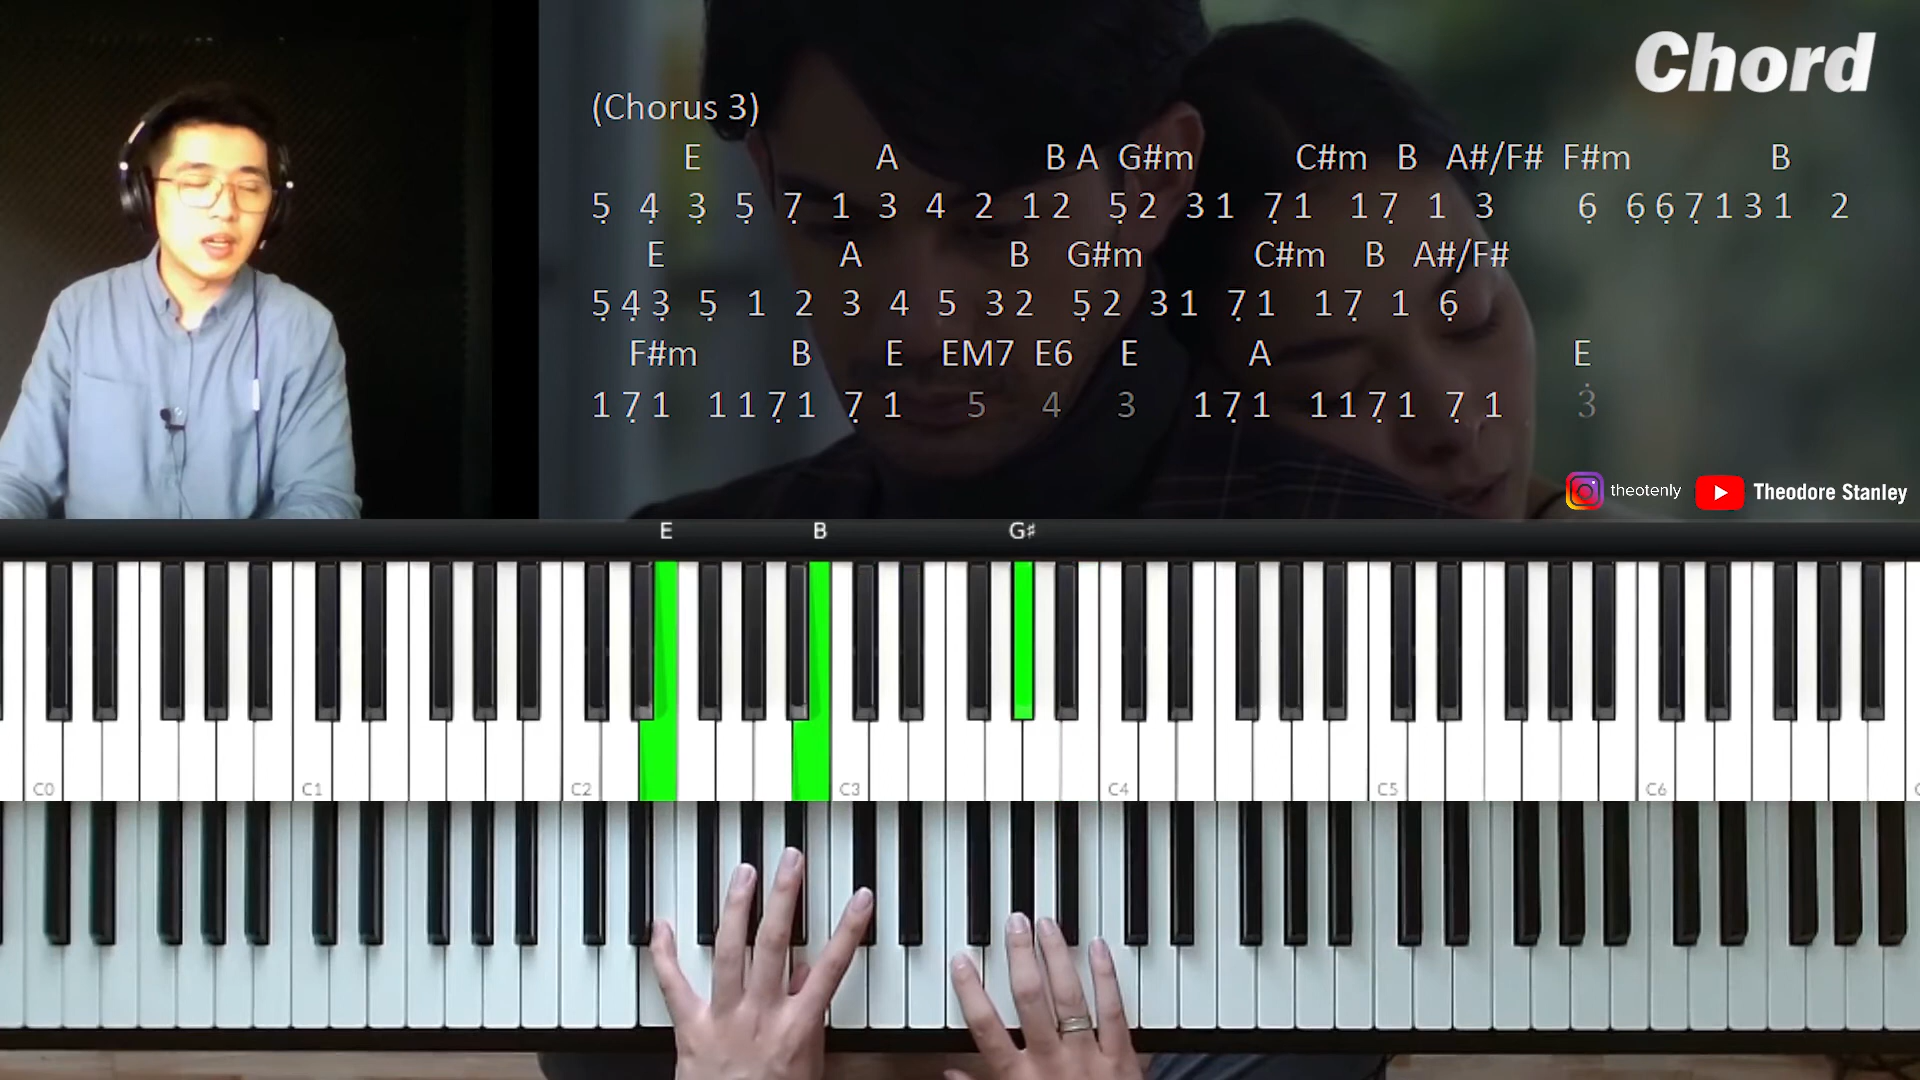 Chord
(Chorus 3)
E A B A G#m C#m B A#/F# F#m B
5̣ 4̣ 3̣ 5̣ 7̣ 1 3 4 2 1 2 5̣ 2 3 1 7̣ 1 1 7̣ 1 3 6̣ 6̣ 6̣ 7̣ 1 3 1 2
E A B G#m C#m B A#/F#
5̣ 4̣ 3̣ 5̣ 1 2 3 4 5 3 2 5̣ 2 3 1 7̣ 1 1 7̣ 1 6̣
F#m B E EM7 E6 E A E
1 7̣ 1 1 1 7̣ 1 7̣ 1 5 4 3 1 7̣ 1 1 1 7̣ 1 7̣ 1 3̇
theotenly Theodore Stanley
E B G♯
C0 C1 C2 C3 C4 C5 C6